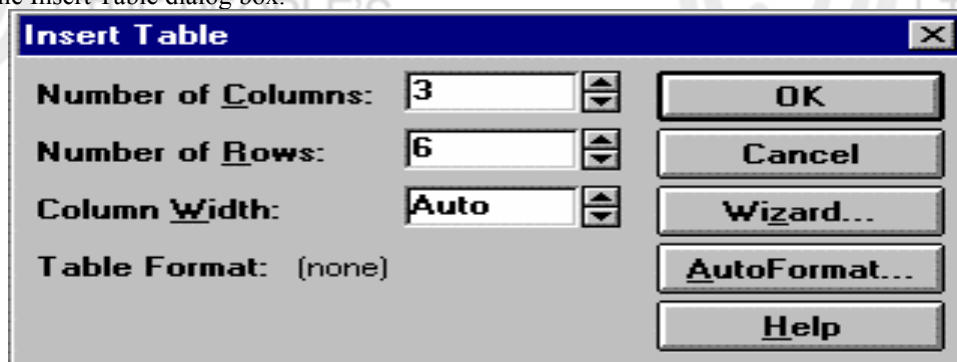 he Insert Table dialog box.
Insert Table
Number of Columns: 3
OK
Number of Rows: 6
Cancel
Column Width: Auto
Wizard...
Table Format: (none)
AutoFormat...
Help